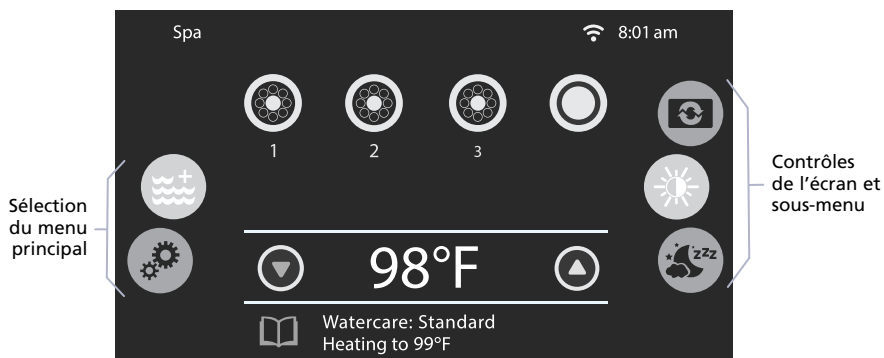 Spa
8:01 am
1
2
3
zzz
Sélection
du menu
principal
Contrôles
de l'écran et
sous-menu
98°F
Watercare: Standard
Heating to 99°F